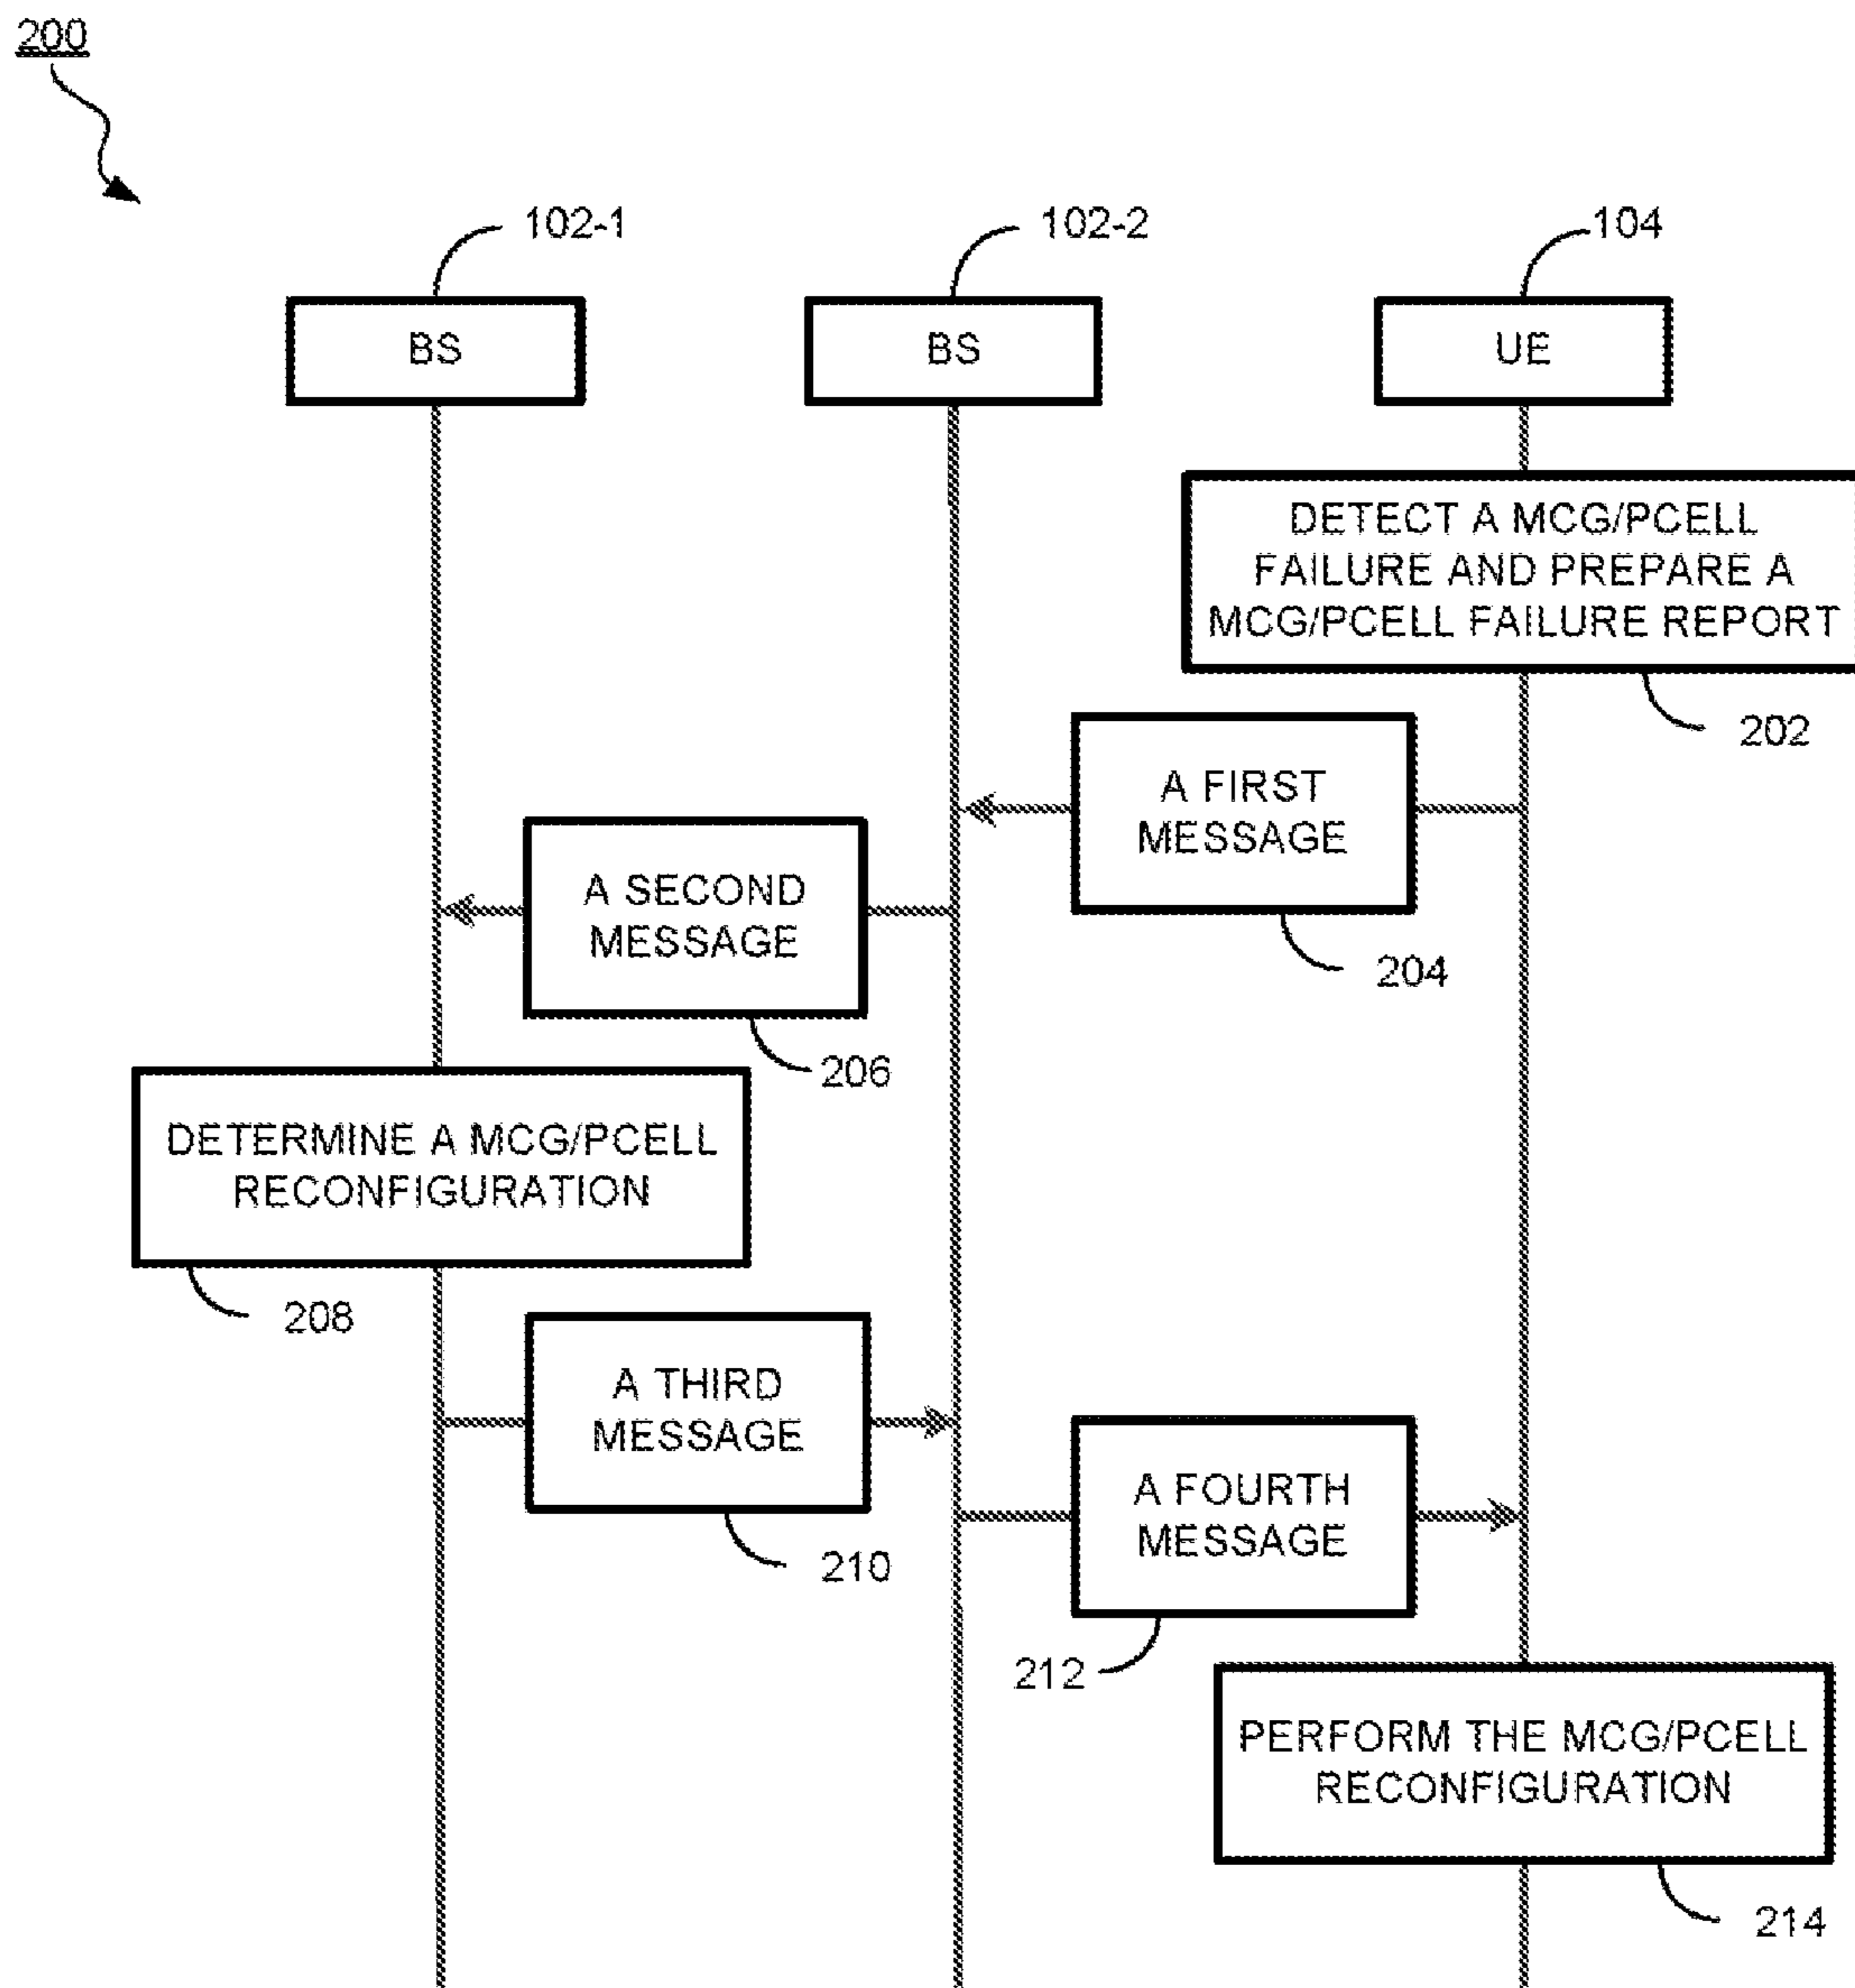 200
102-1
102-2
104
BS
BS
UE
DETECT A MCG/PCELL
FAILURE AND PREPARE A
MCG/PCELL FAILURE REPORT
202
A FIRST
MESSAGE
204
A SECOND
MESSAGE
206
DETERMINE A MCG/PCELL
RECONFIGURATION
208
A THIRD
MESSAGE
210
A FOURTH
MESSAGE
212
PERFORM THE MCG/PCELL
RECONFIGURATION
214